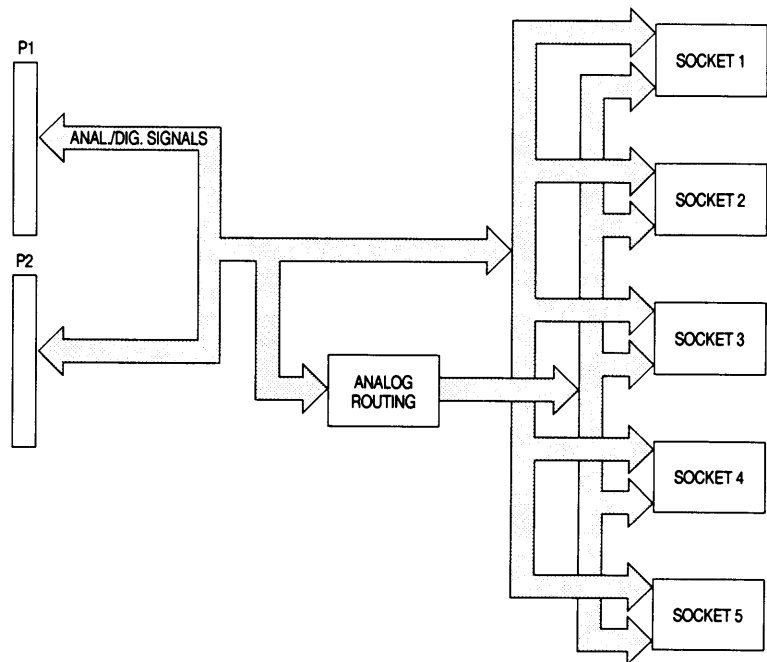 P1
ANAL./DIG. SIGNALS
P2
ANALOG
ROUTING
SOCKET 1
SOCKET 2
SOCKET 3
SOCKET 4
SOCKET 5